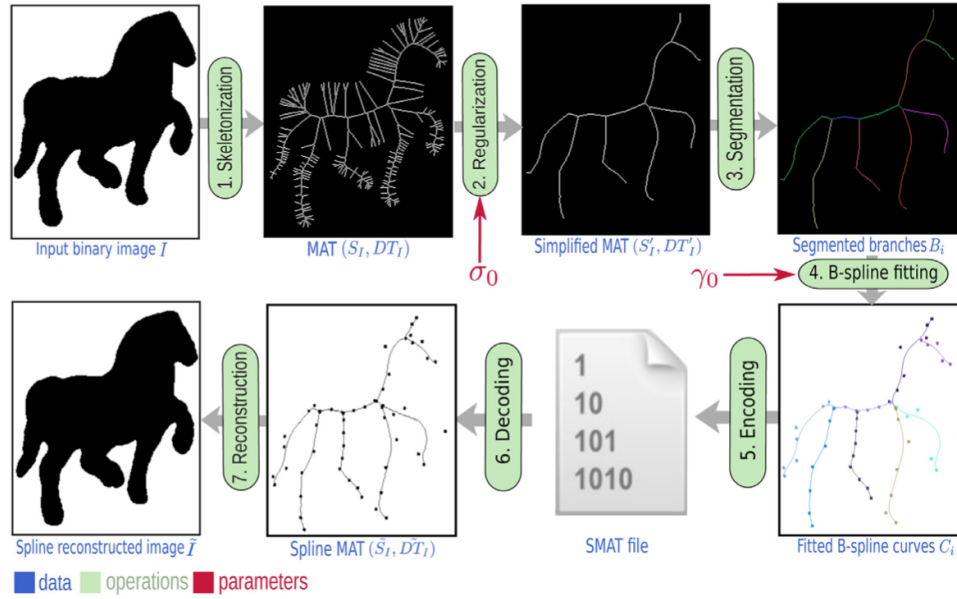 1. Skeletonization
2. Regularization
3. Segmentation
Input binary image I
MAT (S_I, DT_I)
Simplified MAT (S'_I, DT'_I)
Segmented branches B_i
σ₀
γ₀
4. B-spline fitting
1
10
101
1010
7. Reconstruction
6. Decoding
5. Encoding
Spline reconstructed image Ĩ
Spline MAT (S̃_I, D̃T_I)
SMAT file
Fitted B-spline curves C_i
data
operations
parameters